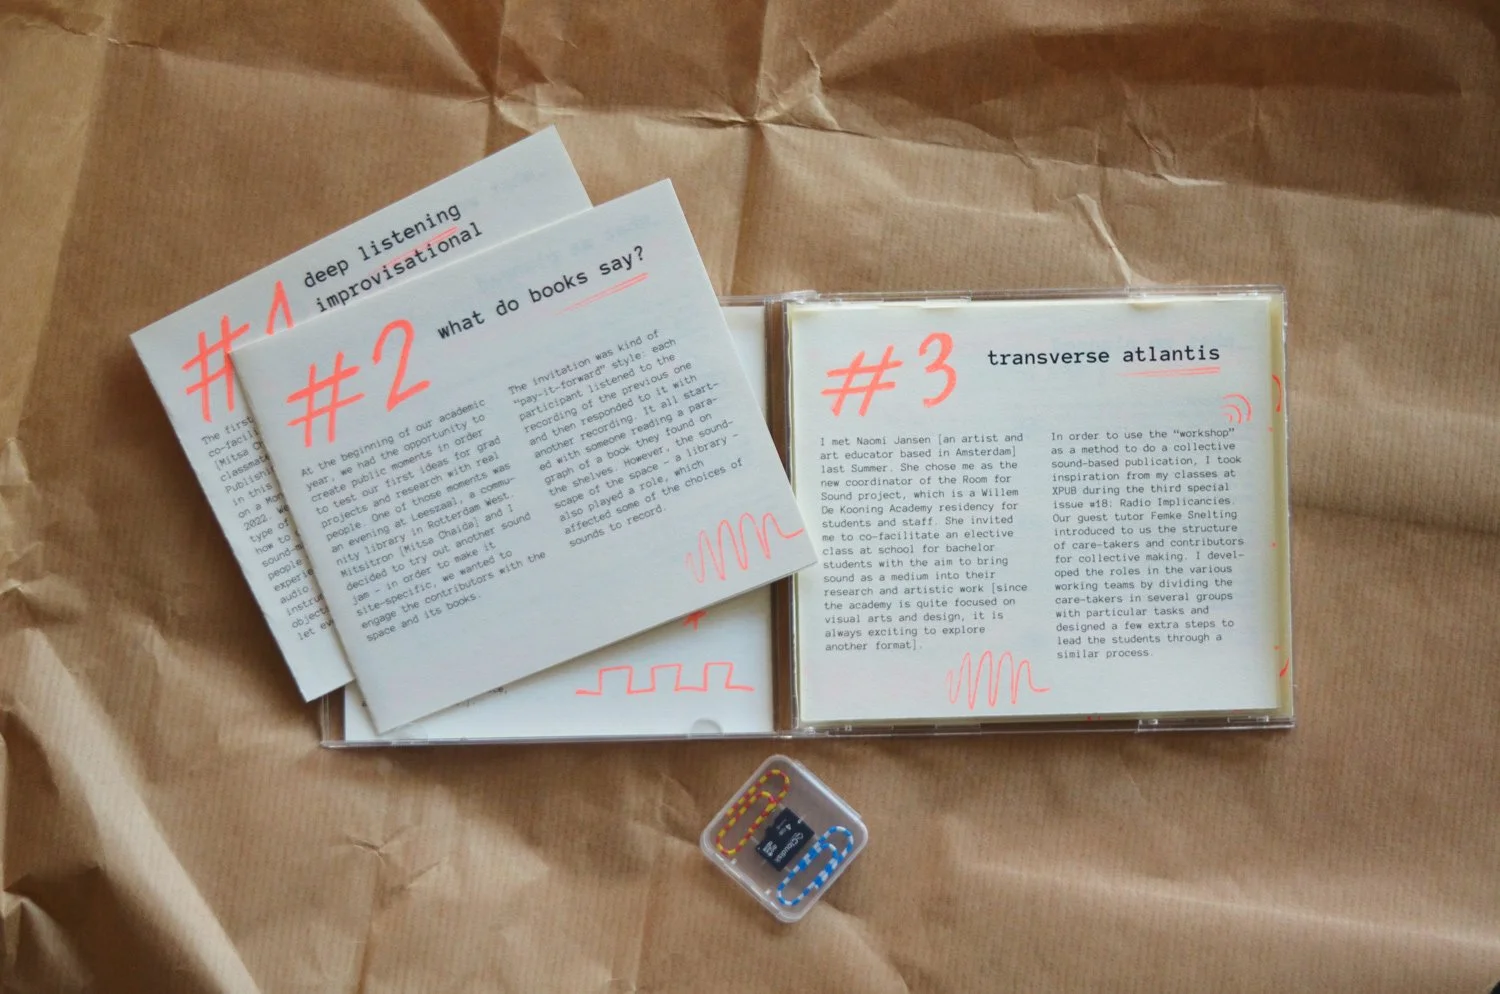 #1
deep listening
improvisational
The first
co-facili
[Mitsa Ch
classmate
Publishin
in this
on a Mon
2022. We
type of
how to
sound-ma
people
experie
audio
instrum
object
let ev
#2
what do books say?
At the beginning of our academic
year, we had the opportunity to
create public moments in order
to test our first ideas for grad
projects and research with real
people. One of those moments was
an evening at Leeszaal, a commu-
nity library in Rotterdam West.
Mitsitron [Mitsa Chaida] and I
decided to try out another sound
jam – in order to make it
site-specific, we wanted to
engage the contributors with the
space and its books.
The invitation was kind of
"pay-it-forward" style: each
participant listened to the
recording of the previous one
and then responded to it with
another recording. It all start-
ed with someone reading a para-
graph of a book they found on
the shelves. However, the sound-
scape of the space – a library –
also played a role, which
affected some of the choices of
sounds to record.
#3
transverse atlantis
I met Naomi Jansen [an artist and
art educator based in Amsterdam]
last Summer. She chose me as the
new coordinator of the Room for
Sound project, which is a Willem
De Kooning Academy residency for
students and staff. She invited
me to co-facilitate an elective
class at school for bachelor
students with the aim to bring
sound as a medium into their
research and artistic work [since
the academy is quite focused on
visual arts and design, it is
always exciting to explore
another format].
In order to use the "workshop"
as a method to do a collective
sound-based publication, I took
inspiration from my classes at
XPUB during the third special
issue #18: Radio Implicancies.
Our guest tutor Femke Snelting
introduced to us the structure
of care-takers and contributors
for collective making. I devel-
oped the roles in the various
working teams by dividing the
care-takers in several groups
with particular tasks and
designed a few extra steps to
lead the students through a
similar process.
4
Cloudisk